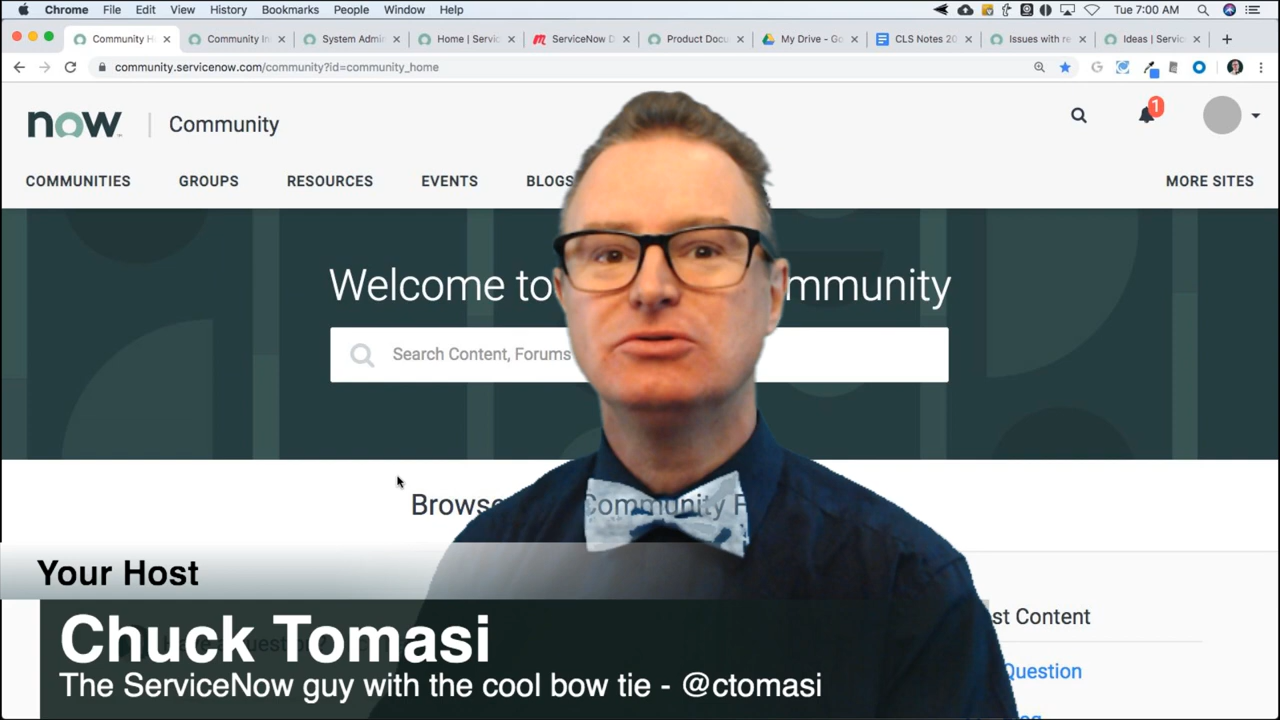 Chrome File Edit View History Bookmarks People Window Help Tue 7:00 AM
Community H
Community In
System Admi
Home | Servic
ServiceNow D
Product Docu
My Drive - Go
CLS Notes 20
Issues with re
Ideas | Service
community.servicenow.com/community?id=community_home
now Community
1
COMMUNITIES GROUPS RESOURCES EVENTS BLOGS MORE SITES
Welcome to mmunity
Search Content, Forums
Browse Community F
Your Host
st Content
Chuck Tomasi
Question
The ServiceNow guy with the cool bow tie - @ctomasi